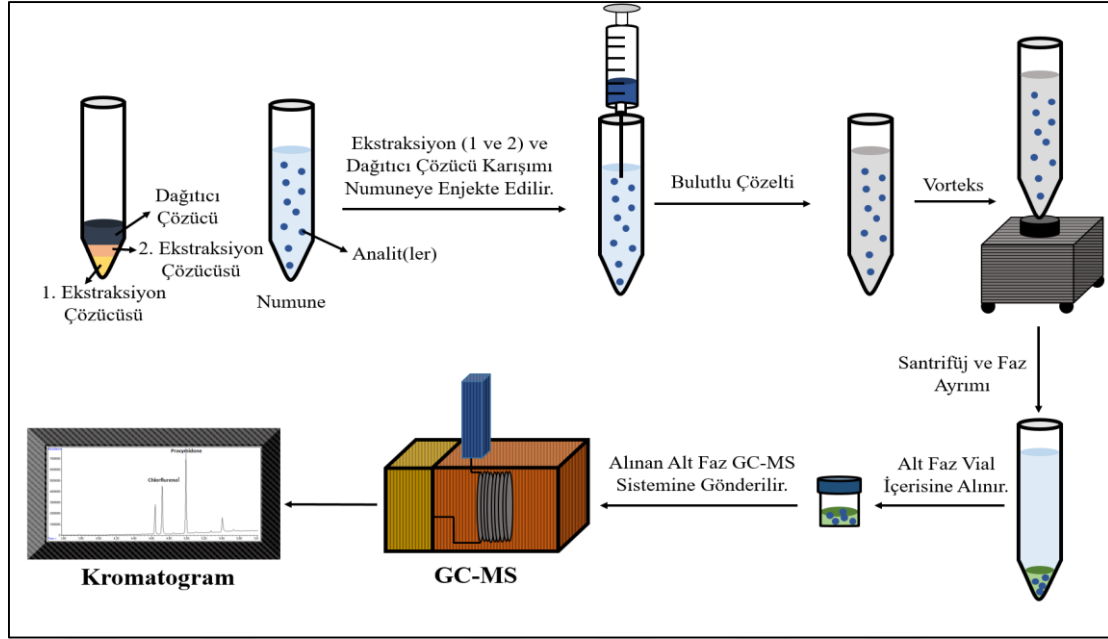 Dağıtıcı
Çözücü
2. Ekstraksiyon
Çözücüsü
1. Ekstraksiyon
Çözücüsü
Numune
Analit(ler)
Ekstraksiyon (1 ve 2) ve
Dağıtıcı Çözücü Karışımı
Numuneye Enjekte Edilir.
Bulutlu Çözelti
Vorteks
Santrifüj ve Faz
Ayrımı
Alt Faz Vial
İçerisine Alınır.
Alınan Alt Faz GC-MS
Sistemine Gönderilir.
GC-MS
Procymidone
Chlorflurenol
Kromatogram